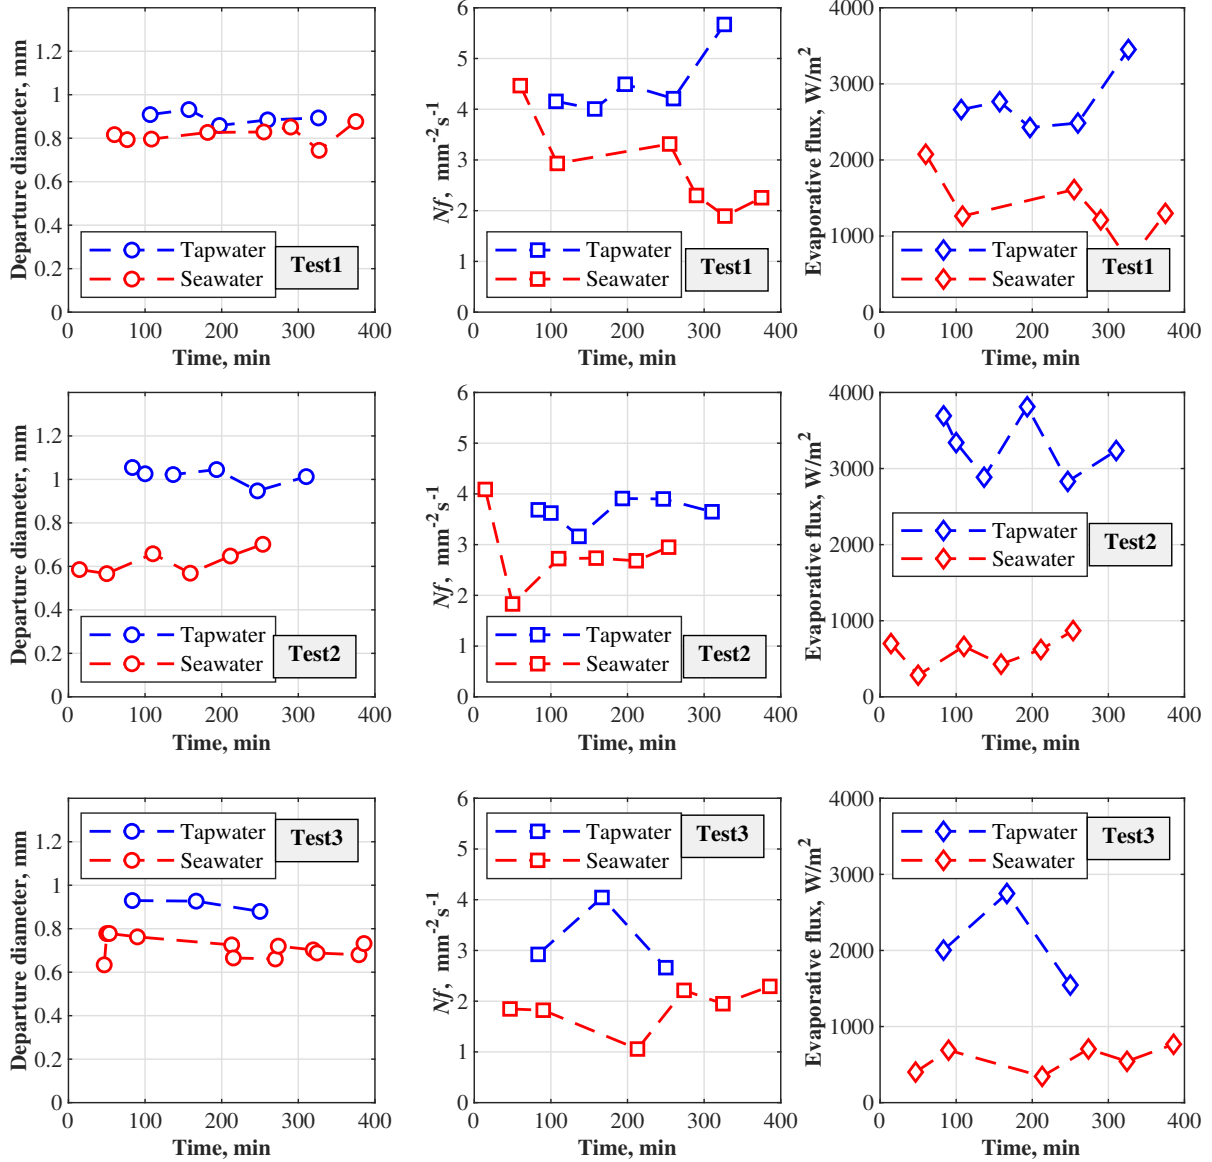 Departure diameter, mm
1.2
1
0.8
0.6
0.4
0.2
0
Tapwater
Seawater
Test1
0 100 200 300 400
Time, min
Nf, mm-2s-1
6
5
4
3
2
1
0
Tapwater
Seawater
Test1
0 100 200 300 400
Time, min
Evaporative flux, W/m2
4000
3000
2000
1000
0
Tapwater
Seawater
Test1
0 100 200 300 400
Time, min
Departure diameter, mm
1.2
1
0.8
0.6
0.4
0.2
0
Tapwater
Seawater
Test2
0 100 200 300 400
Time, min
Nf, mm-2s-1
6
5
4
3
2
1
0
Tapwater
Seawater
Test2
0 100 200 300 400
Time, min
Evaporative flux, W/m2
4000
3000
2000
1000
0
Tapwater
Seawater
Test2
0 100 200 300 400
Time, min
Departure diameter, mm
1.2
1
0.8
0.6
0.4
0.2
0
Tapwater
Seawater
Test3
0 100 200 300 400
Time, min
Nf, mm-2s-1
6
5
4
3
2
1
0
Tapwater
Seawater
Test3
0 100 200 300 400
Time, min
Evaporative flux, W/m2
4000
3000
2000
1000
0
Tapwater
Seawater
Test3
0 100 200 300 400
Time, min